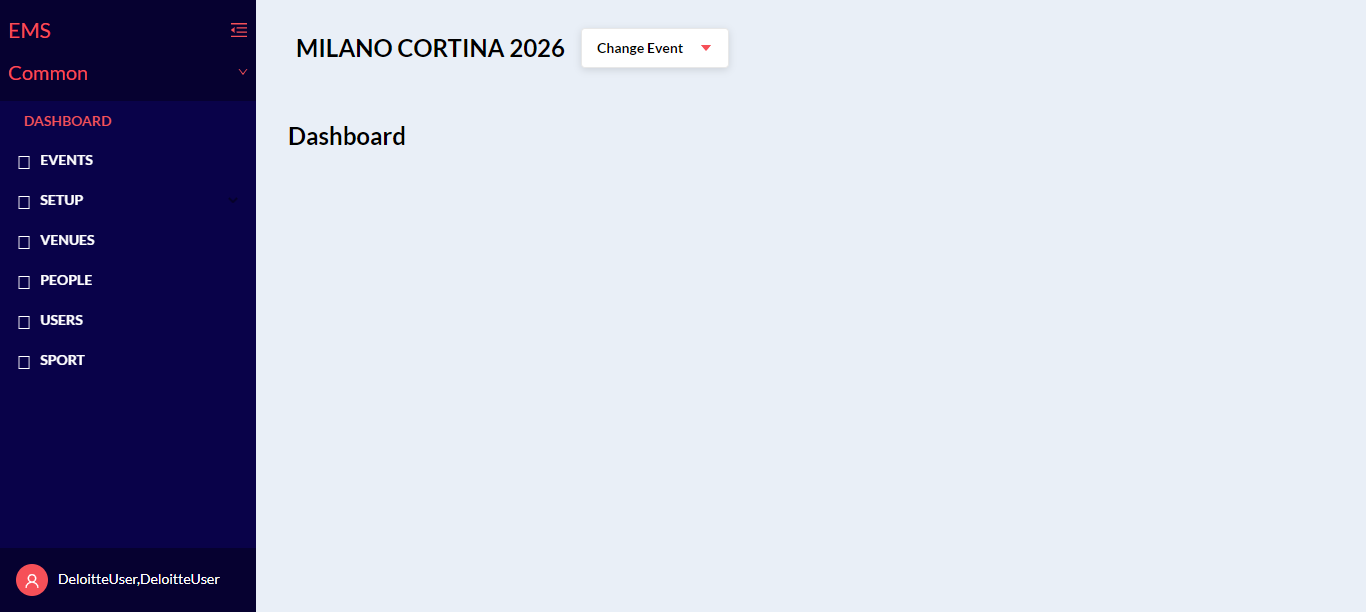 EMS
Common
DASHBOARD
EVENTS
SETUP
VENUES
PEOPLE
USERS
SPORT
DeloitteUser,DeloitteUser
MILANO CORTINA 2026
Change Event
Dashboard